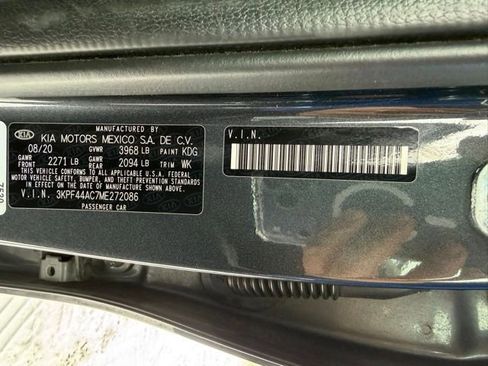 MANUFACTURED BY
KIA KIA MOTORS MEXICO S.A. DE C.V.
08/20 GVWR 3968 LB PAINT KDG
GAWR FRONT 2271 LB GAWR REAR 2094 LB TRIM WK
THIS VEHICLE CONFORMS TO ALL APPLICABLE U.S. FEDERAL
MOTOR VEHICLE SAFETY, BUMPER, AND THEFT PREVENTION
STANDARDS IN EFFECT ON THE DATE OF MANUFACTURE
SHOWN ABOVE.
V.I.N. 3KPF44AC7ME272086
PASSENGER CAR
V.I.N.